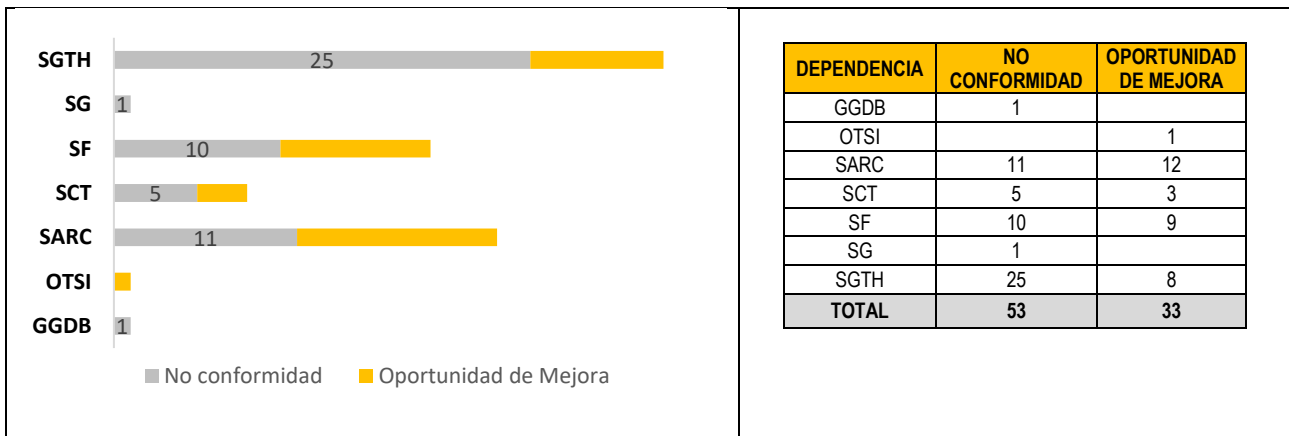 SGTH 25
SG 1
SF 10
SCT 5
SARC 11
OTSI
GGDB 1
No conformidad Oportunidad de Mejora
DEPENDENCIA NO CONFORMIDAD OPORTUNIDAD DE MEJORA
GGDB 1
OTSI 1
SARC 11 12
SCT 5 3
SF 10 9
SG 1
SGTH 25 8
TOTAL 53 33